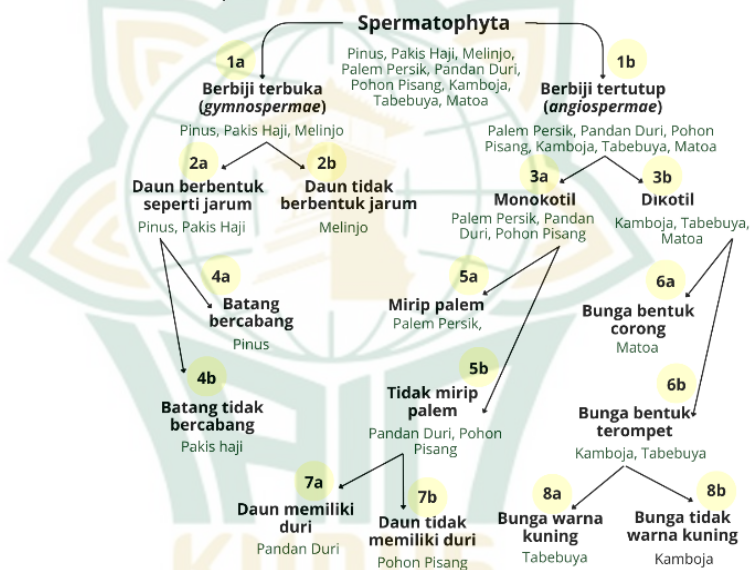 Spermatophyta
Pinus, Pakis Haji, Melinjo,
Palem Persik, Pandan Duri,
Pohon Pisang, Kamboja,
Tabebuya, Matoa
1a
Berbiji terbuka
(gymnospermae)
Pinus, Pakis Haji, Melinjo
1b
Berbiji tertutup
(angiospermae)
Palem Persik, Pandan Duri, Pohon
Pisang, Kamboja, Tabebuya, Matoa
2a
Daun berbentuk
seperti jarum
Pinus, Pakis Haji
2b
Daun tidak
berbentuk jarum
Melinjo
3a
Monokotil
Palem Persik, Pandan
Duri, Pohon Pisang
3b
Dikotil
Kamboja, Tabebuya,
Matoa
4a
Batang
bercabang
Pinus
4b
Batang tidak
bercabang
Pakis haji
5a
Mirip palem
Palem Persik,
5b
Tidak mirip
palem
Pandan Duri, Pohon
Pisang
6a
Bunga bentuk
corong
Matoa
6b
Bunga bentuk
terompet
Kamboja, Tabebuya
7a
Daun memiliki
duri
Pandan Duri
7b
Daun tidak
memiliki duri
Pohon Pisang
8a
Bunga warna
kuning
Tabebuya
8b
Bunga tidak
warna kuning
Kamboja